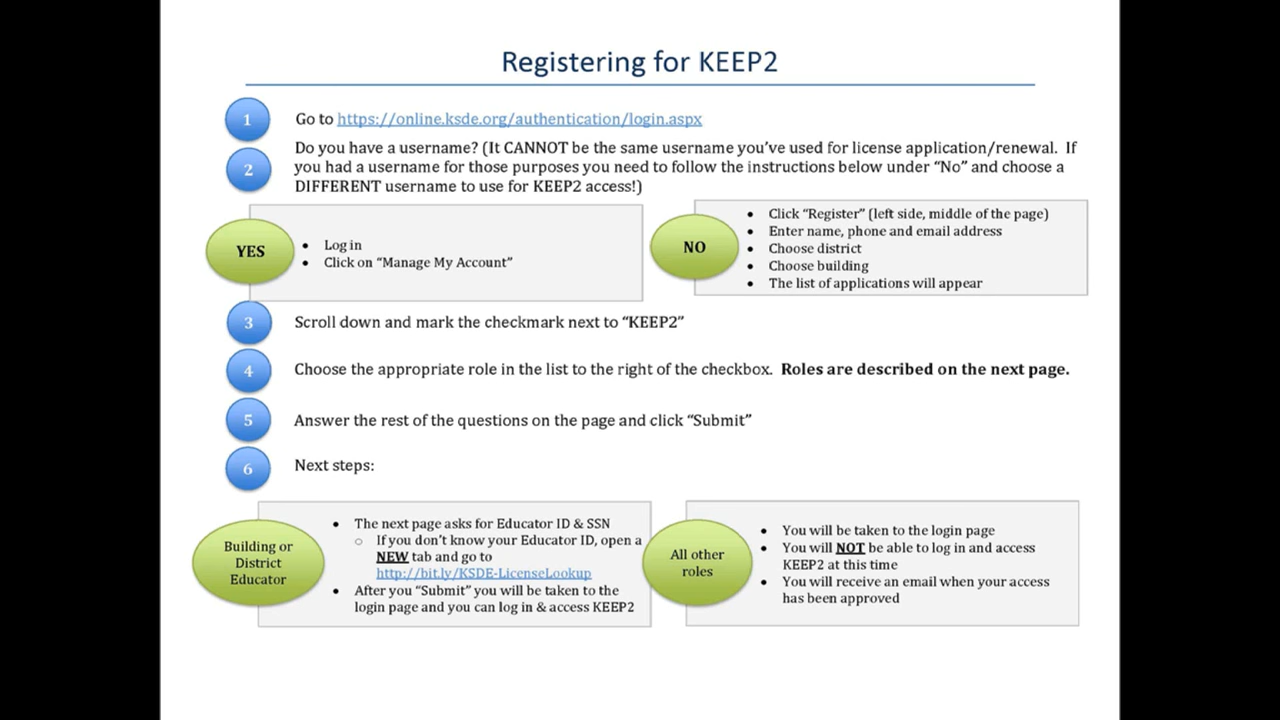 Registering for KEEP2
1
Go to https://online.ksde.org/authentication/login.aspx
2
Do you have a username? (It CANNOT be the same username you've used for license application/renewal. If
you had a username for those purposes you need to follow the instructions below under "No" and choose a
DIFFERENT username to use for KEEP2 access!)
YES
• Log in
• Click on "Manage My Account"
NO
• Click "Register" (left side, middle of the page)
• Enter name, phone and email address
• Choose district
• Choose building
• The list of applications will appear
3
Scroll down and mark the checkmark next to "KEEP2"
4
Choose the appropriate role in the list to the right of the checkbox. Roles are described on the next page.
5
Answer the rest of the questions on the page and click "Submit"
6
Next steps:
Building or
District
Educator
• The next page asks for Educator ID & SSN
○ If you don't know your Educator ID, open a
NEW tab and go to
http://bit.ly/KSDE-LicenseLookup
• After you "Submit" you will be taken to the
login page and you can log in & access KEEP2
All other
roles
• You will be taken to the login page
• You will NOT be able to log in and access
KEEP2 at this time
• You will receive an email when your access
has been approved